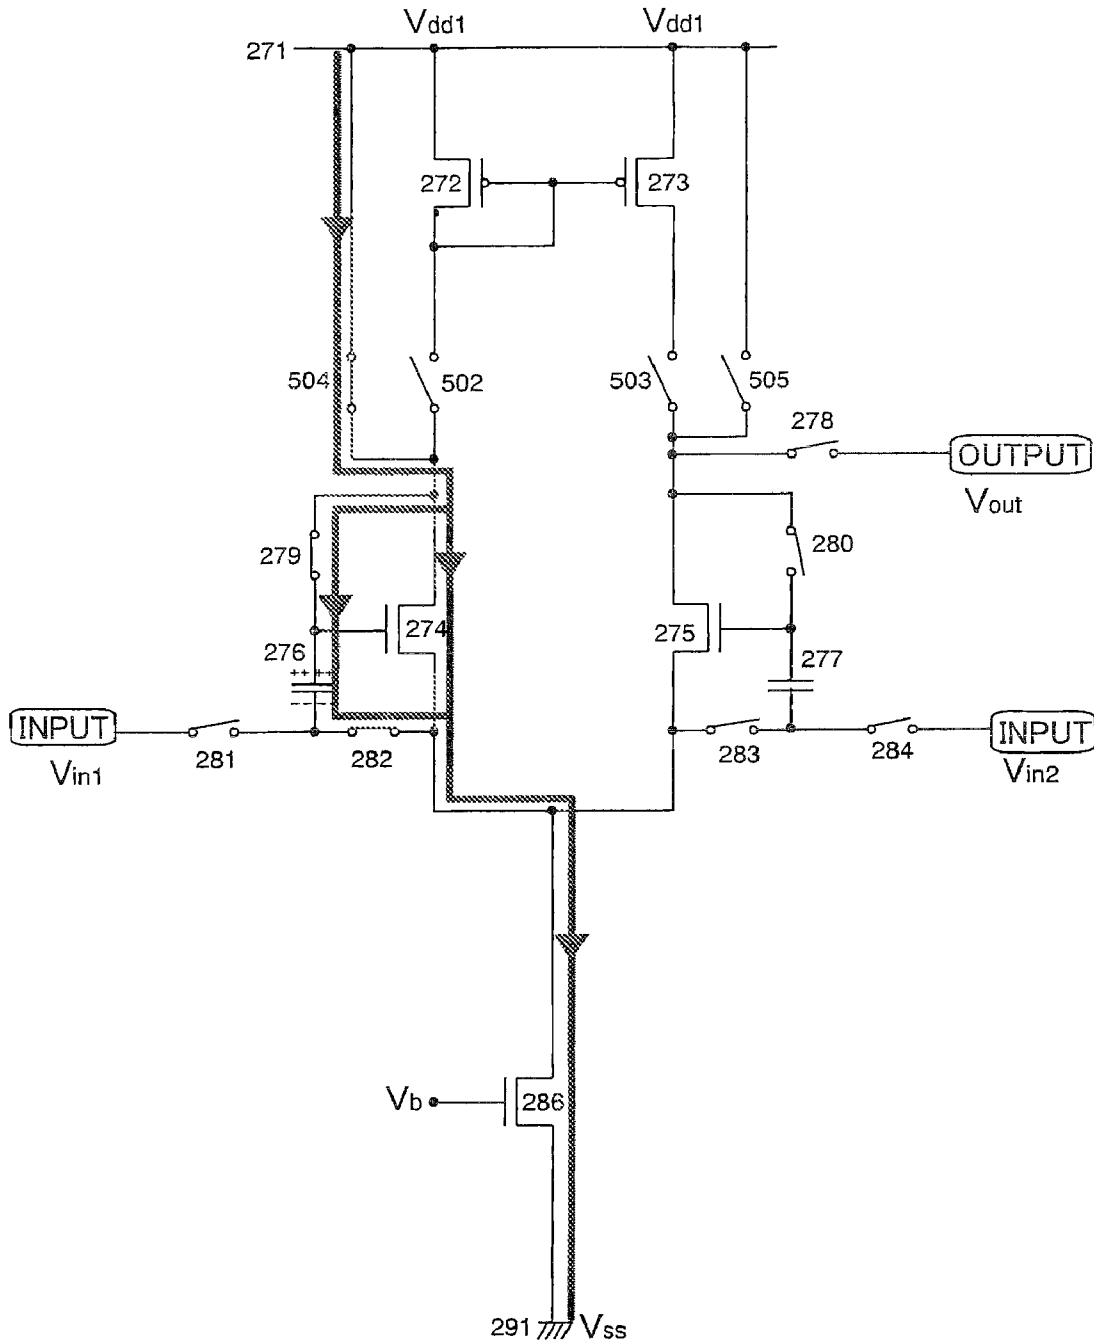 Vdd1 Vdd1
271
272 273
504 502 503 505
278
OUTPUT
Vout
279 280
274 275
276 277
+ + + +
INPUT INPUT
281 282 283 284
Vin1 Vin2
Vb 286
291 Vss